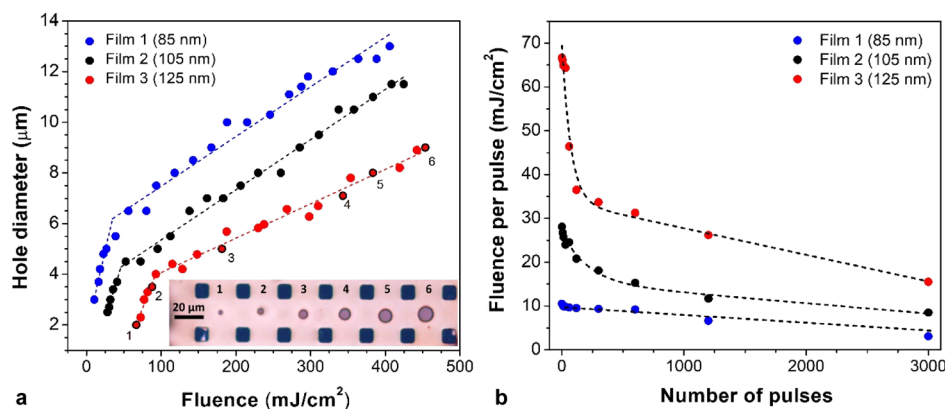 14
12
10
8
6
4
2
Hole diameter (μm)
Film 1 (85 nm)
Film 2 (105 nm)
Film 3 (125 nm)
1
2
3
4
5
6
20 μm
1 2 3 4 5 6
0 100 200 300 400 500
Fluence (mJ/cm²)
a
70
60
50
40
30
20
10
0
Fluence per pulse (mJ/cm²)
Film 1 (85 nm)
Film 2 (105 nm)
Film 3 (125 nm)
0 1000 2000 3000
Number of pulses
b